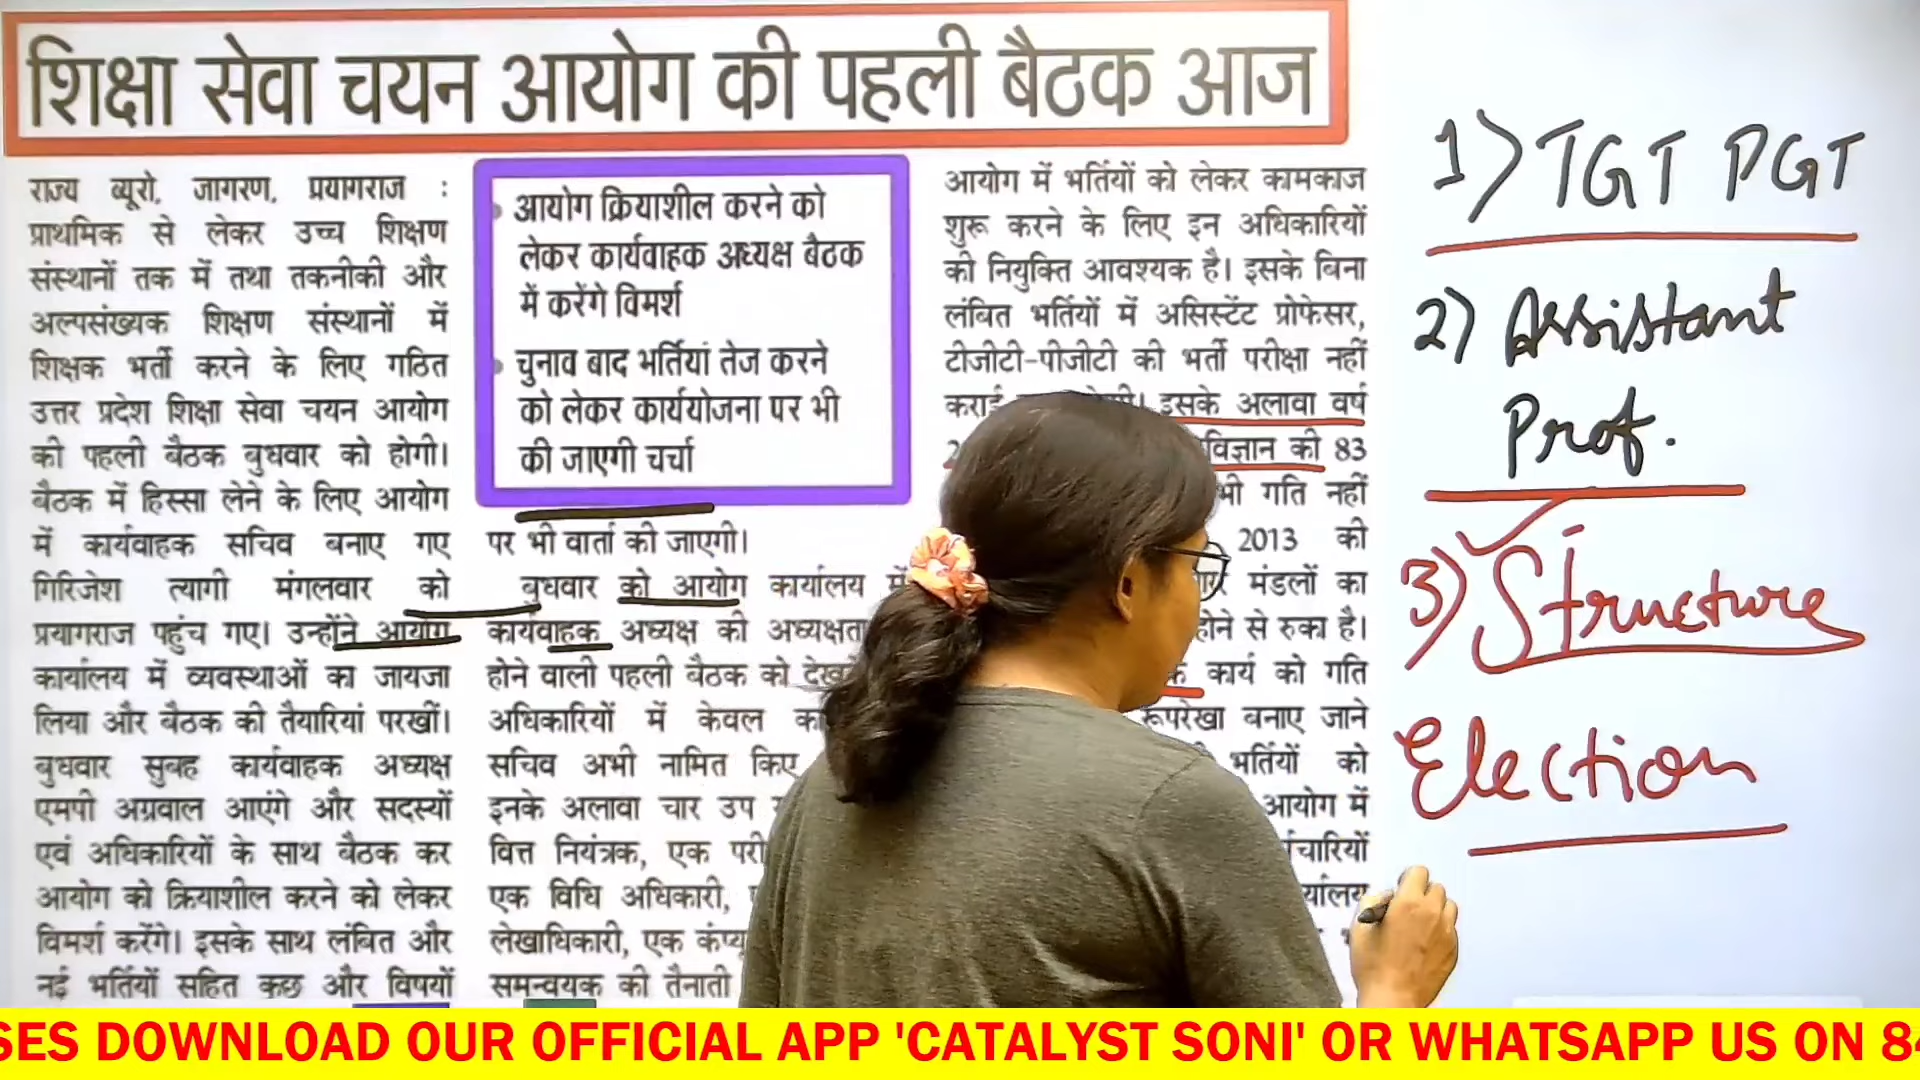 शिक्षा सेवा चयन आयोग की पहली बैठक आज
राज्य ब्यूरो, जागरण, प्रयागराज :
प्राथमिक से लेकर उच्च शिक्षण
संस्थानों तक में तथा तकनीकी और
अल्पसंख्यक शिक्षण संस्थानों में
शिक्षक भर्ती करने के लिए गठित
उत्तर प्रदेश शिक्षा सेवा चयन आयोग
की पहली बैठक बुधवार को होगी।
बैठक में हिस्सा लेने के लिए आयोग
में कार्यवाहक सचिव बनाए गए
गिरिजेश त्यागी मंगलवार को
प्रयागराज पहुंच गए। उन्होंने आयोग
कार्यालय में व्यवस्थाओं का जायजा
लिया और बैठक की तैयारियां परखीं।
बुधवार सुबह कार्यवाहक अध्यक्ष
एमपी अग्रवाल आएंगे और सदस्यों
एवं अधिकारियों के साथ बैठक कर
आयोग को क्रियाशील करने को लेकर
विमर्श करेंगे। इसके साथ लंबित और
नई भर्तियों सहित कुछ और विषयों
आयोग क्रियाशील करने को
लेकर कार्यवाहक अध्यक्ष बैठक
में करेंगे विमर्श
चुनाव बाद भर्तियां तेज करने
को लेकर कार्ययोजना पर भी
की जाएगी चर्चा
पर भी वार्ता की जाएगी।
बुधवार को आयोग कार्यालय में
कार्यवाहक अध्यक्ष की अध्यक्षता
होने वाली पहली बैठक को
अधिकारियों में केवल
सचिव अभी नामित किए
इनके अलावा चार उप
वित्त नियंत्रक, एक
एक विधि अधिकारी,
लेखाधिकारी, एक
समन्वयक की तैनाती
आयोग में भर्तियों को लेकर कामकाज
शुरू करने के लिए इन अधिकारियों
की नियुक्ति आवश्यक है। इसके बिना
लंबित भर्तियों में असिस्टेंट प्रोफेसर,
टीजीटी-पीजीटी की भर्ती परीक्षा नहीं
कराई इसके अलावा वर्ष
विज्ञान की 83
भी गति नहीं
2013 की
मंडलों का
होने से रुका है।
कार्य को गति
रूपरेखा बनाए जाने
भर्तियों को
आयोग में
1) TGT PGT
2) Assistant
Prof.
3) Structure
Election
DOWNLOAD OUR OFFICIAL APP 'CATALYST SONI' OR WHATSAPP US ON